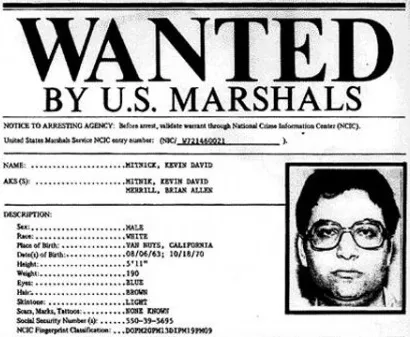 WANTED
BY U.S. MARSHALS
NOTICE TO ARRESTING AGENCY: Before arrest, validate warrant through National Crime Information Center (NCIC).
United States Marshals Service NCIC entry number: (NIC/ W721460021 ).
NAME: .......................MITNICK, KEVIN DAVID
AKS (S): .....................MITNIK, KEVIN DAVID
MERRILL, BRIAN ALLEN
DESCRIPTION:
Sex: ......................MALE
Race: .....................WHITE
Place of Birth: ...............VAN NUYS, CALIFORNIA
Date(s) of Birth: ..............08/06/63; 10/18/70
Height: ....................5'11"
Weight: ...................190
Eyes: .....................BLUE
Hair: .....................BROWN
Skintone: ..................LIGHT
Scars, Marks, Tattoos: .........NONE KNOWN
Social Security Number (s): ......550-39-5695
NCIC Fingerprint Classification: ....DOPM20PM13DIPM19PM09